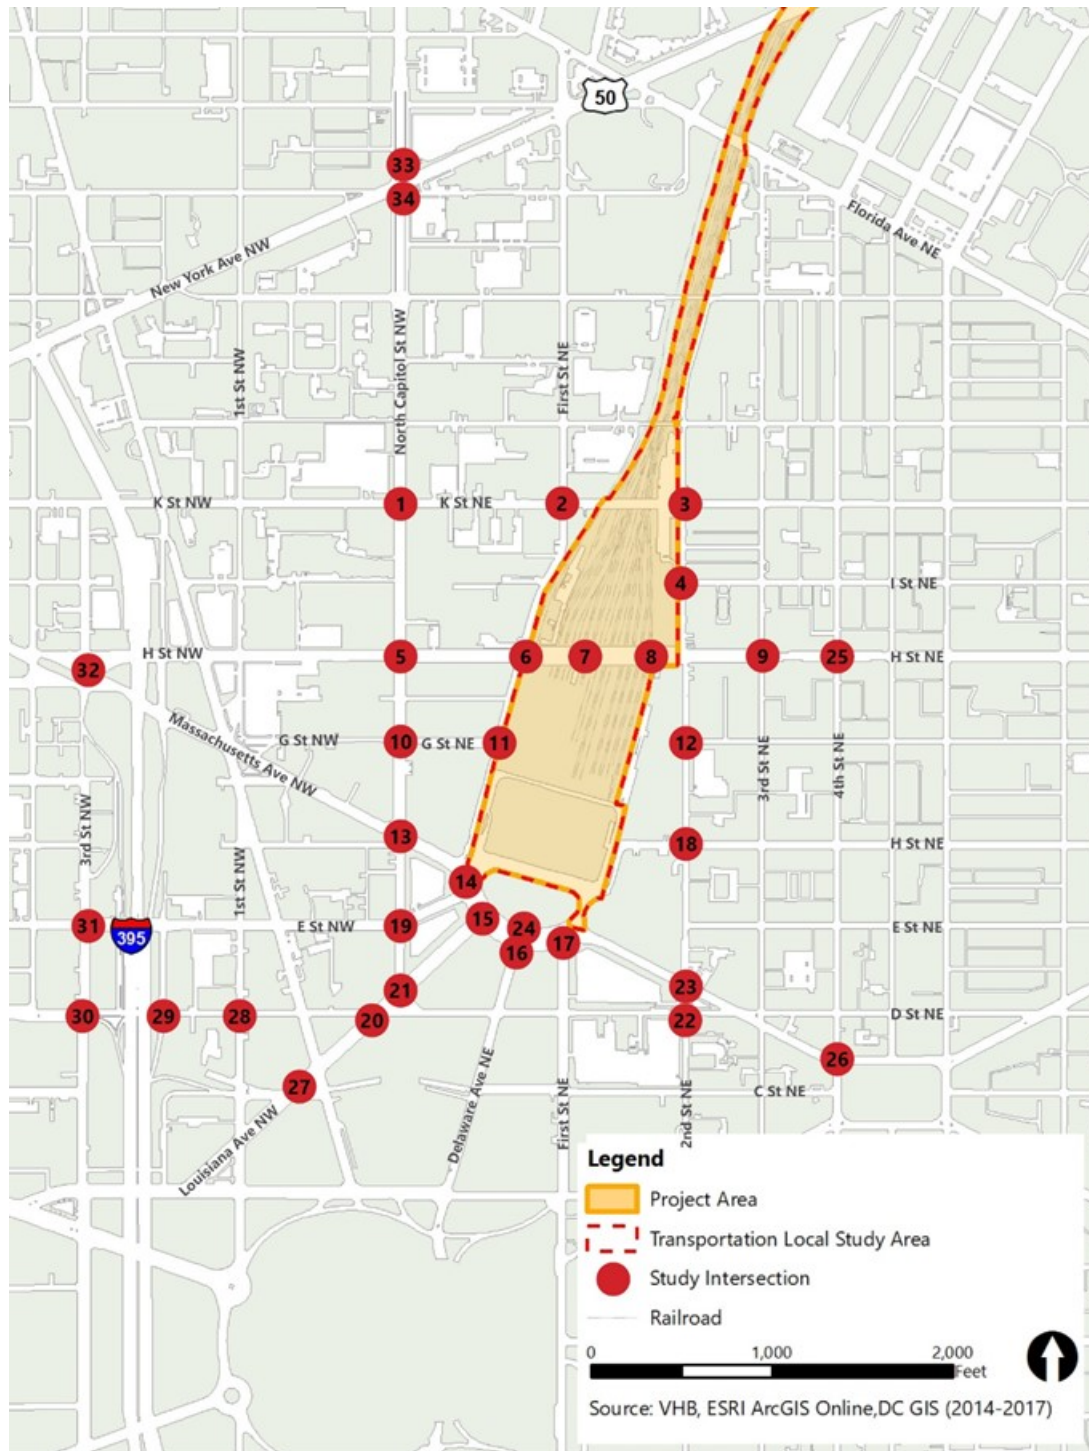 50
33
34
Florida Ave NE
New York Ave NW
1st St NW
North Capitol St NW
First St NE
K St NW
1
K St NE
2
3
4
I St NE
32
H St NW
5
6
7
8
9
25
H St NE
Massachusetts Ave NW
G St NW
10
G St NE
11
12
3rd St NE
4th St NE
3rd St NW
13
18
H St NE
1st St NW
14
31
395
E St NW
19
15
24
16
17
E St NE
30
29
28
20
21
23
22
D St NE
27
26
Louisiana Ave NW
Delaware Ave NE
First St NE
2nd St NE
C St NE
Legend
Project Area
Transportation Local Study Area
Study Intersection
Railroad
0 1,000 2,000
Feet
Source: VHB, ESRI ArcGIS Online,DC GIS (2014-2017)